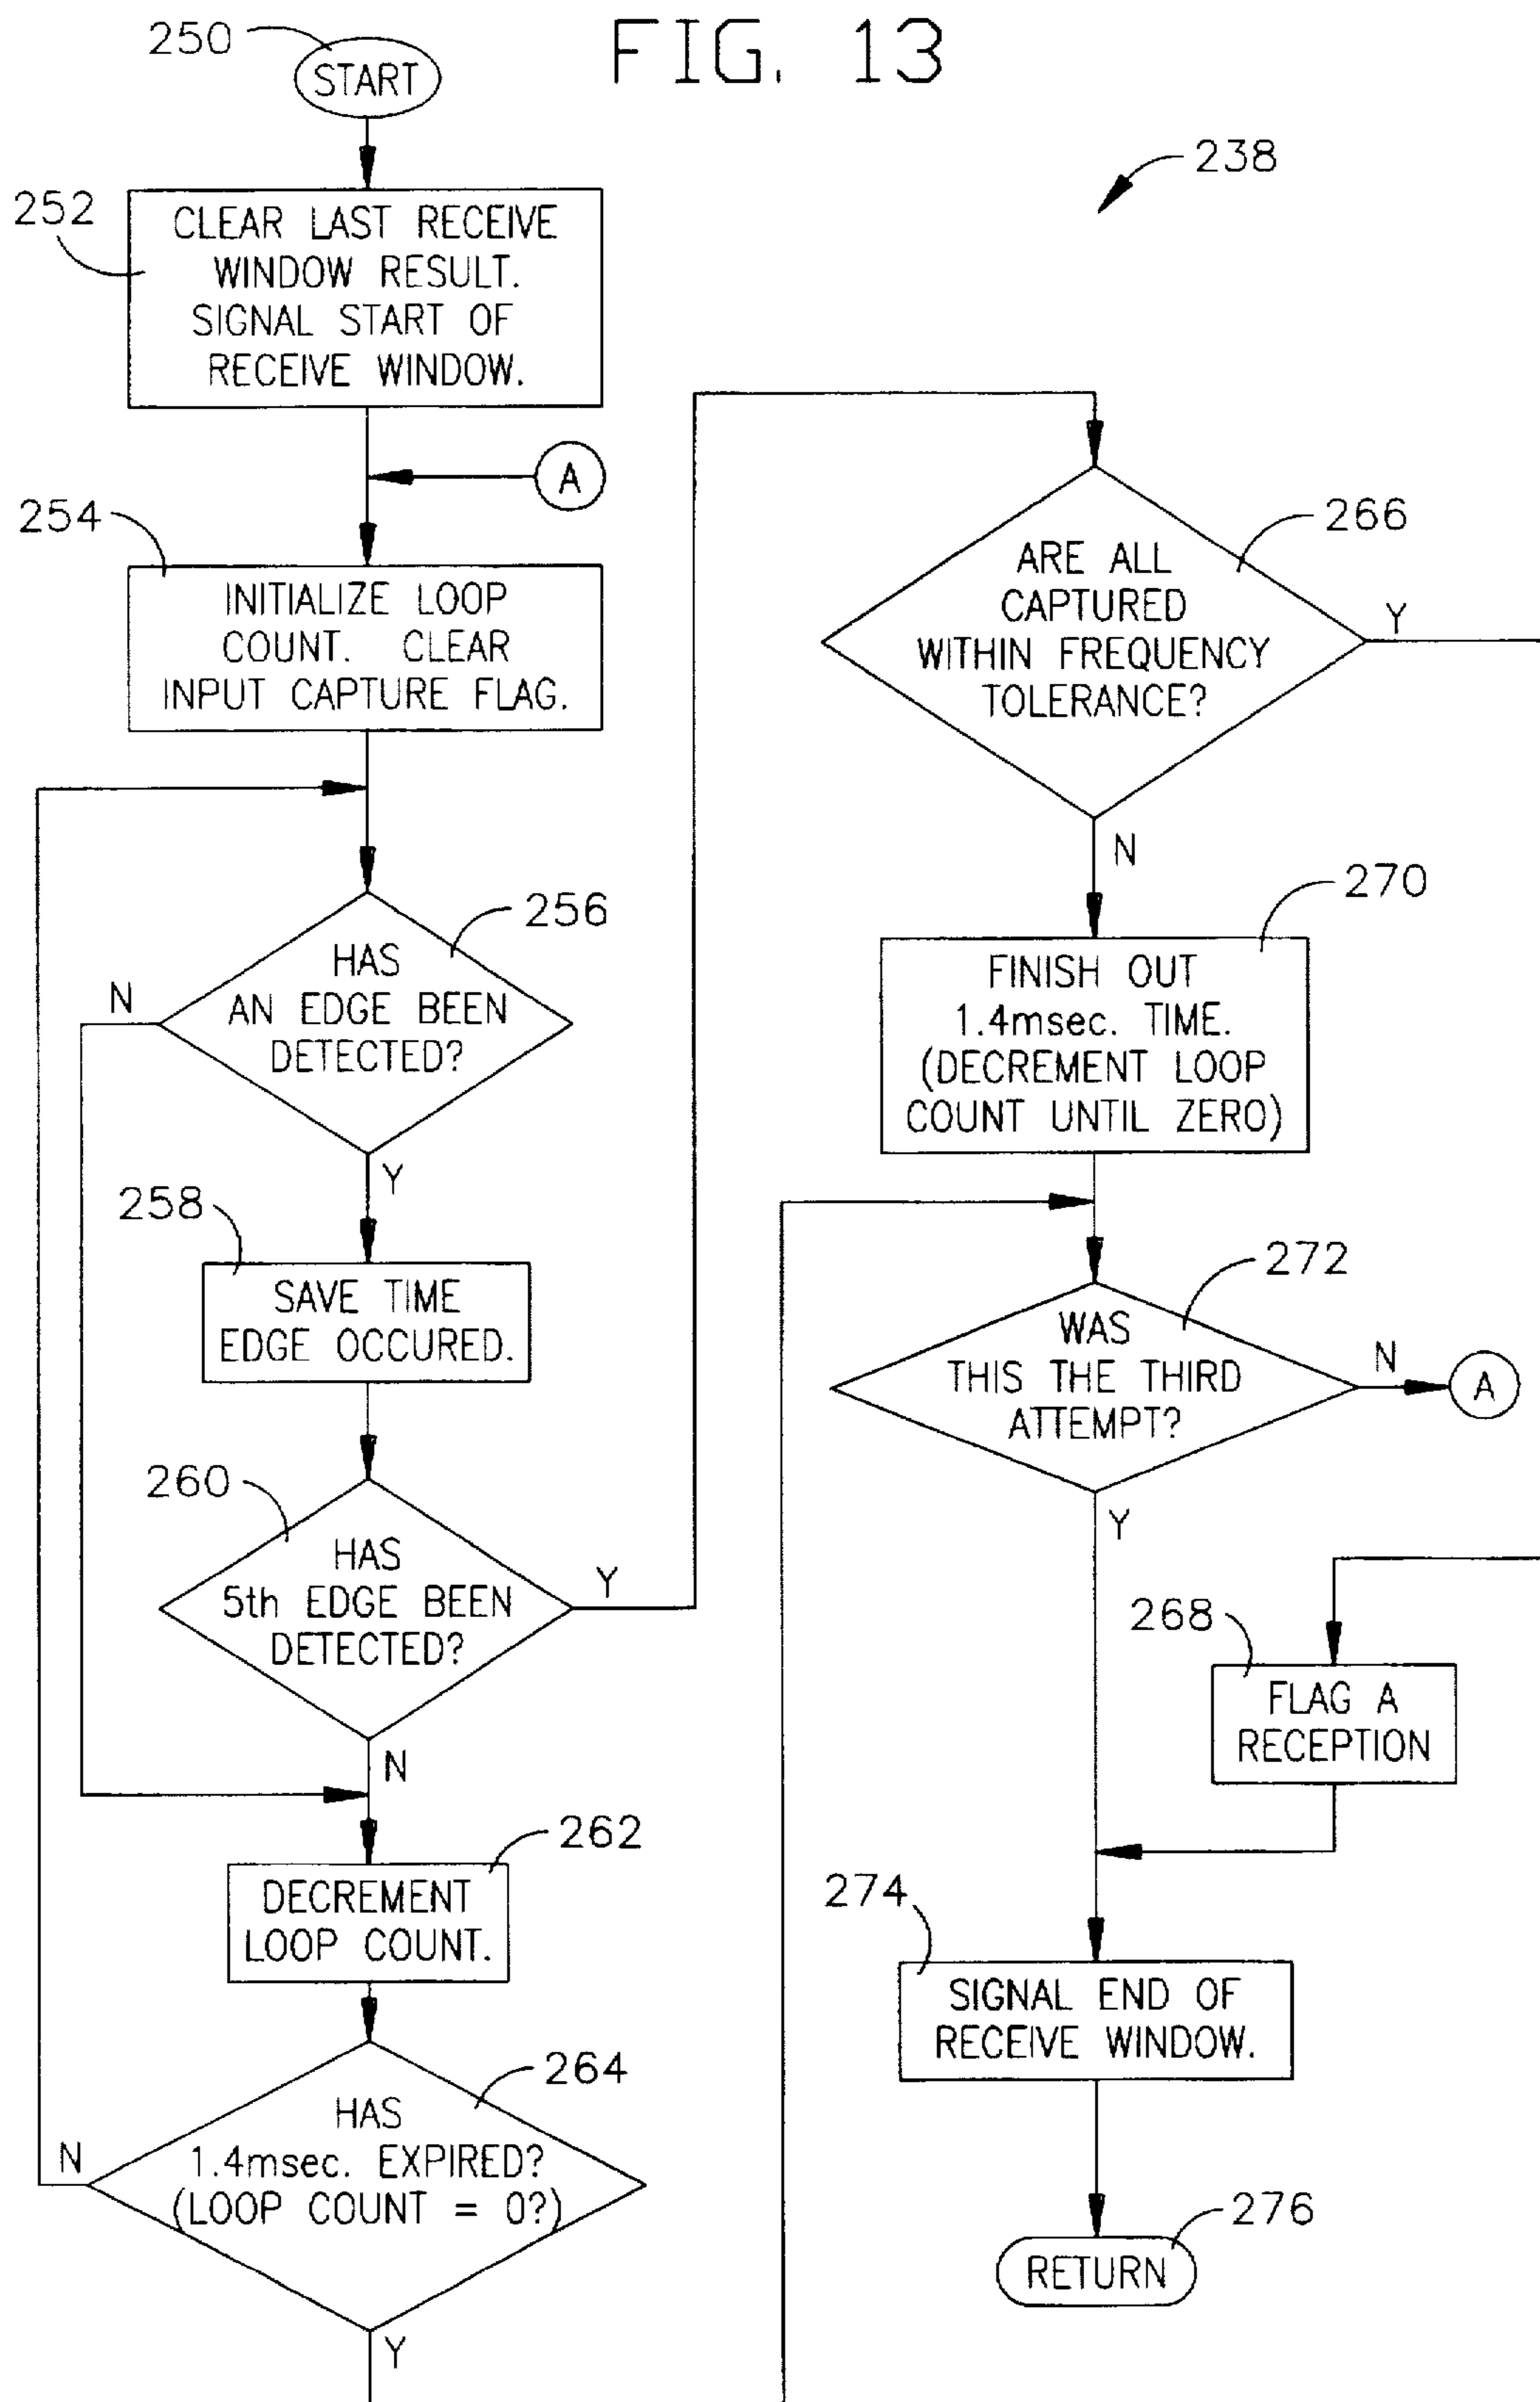 FIG. 13
250
START
238
252
CLEAR LAST RECEIVE
WINDOW RESULT.
SIGNAL START OF
RECEIVE WINDOW.
A
254
INITIALIZE LOOP
COUNT. CLEAR
INPUT CAPTURE FLAG.
256
HAS
AN EDGE BEEN
DETECTED?
N
Y
258
SAVE TIME
EDGE OCCURED.
260
HAS
5th EDGE BEEN
DETECTED?
Y
N
262
DECREMENT
LOOP COUNT.
264
HAS
1.4msec. EXPIRED?
(LOOP COUNT = 0?)
N
Y
266
ARE ALL
CAPTURED
WITHIN FREQUENCY
TOLERANCE?
Y
N
270
FINISH OUT
1.4msec. TIME.
(DECREMENT LOOP
COUNT UNTIL ZERO)
272
WAS
THIS THE THIRD
ATTEMPT?
N
A
Y
268
FLAG A
RECEPTION
274
SIGNAL END OF
RECEIVE WINDOW.
276
RETURN